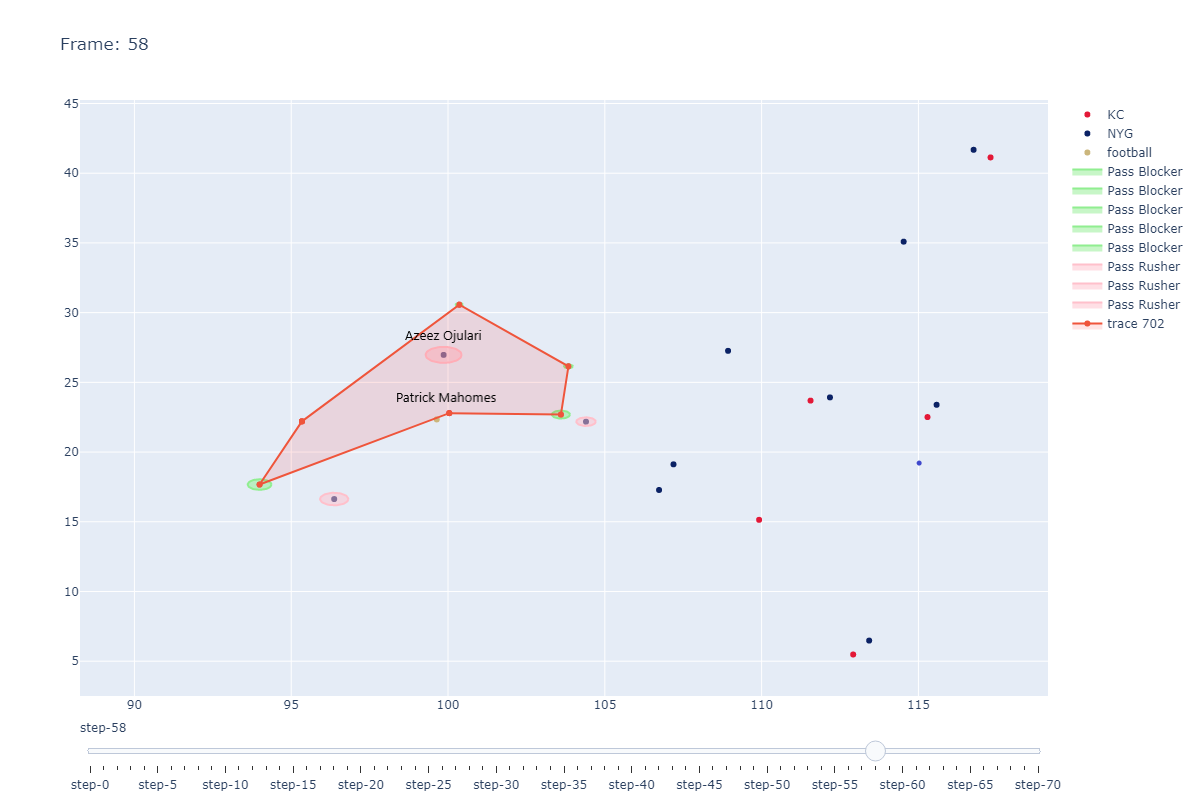 Frame: 58
45
40
35
30
25
20
15
10
5
90
95
100
105
110
115
Azeez Ojulari
Patrick Mahomes
KC
NYG
football
Pass Blocker
Pass Blocker
Pass Blocker
Pass Blocker
Pass Blocker
Pass Rusher
Pass Rusher
Pass Rusher
trace 702
step-58
step-0 step-5 step-10 step-15 step-20 step-25 step-30 step-35 step-40 step-45 step-50 step-55 step-60 step-65 step-70